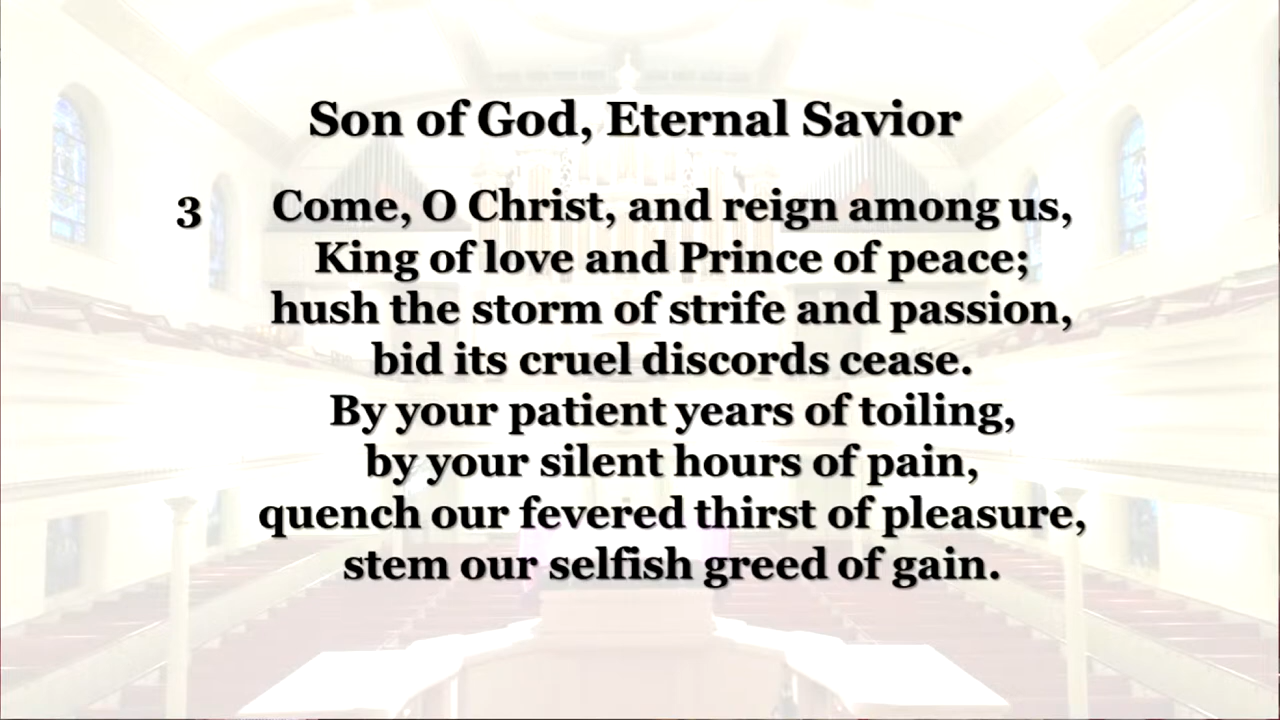 Son of God, Eternal Savior
3 Come, O Christ, and reign among us,
King of love and Prince of peace;
hush the storm of strife and passion,
bid its cruel discords cease.
By your patient years of toiling,
by your silent hours of pain,
quench our fevered thirst of pleasure,
stem our selfish greed of gain.